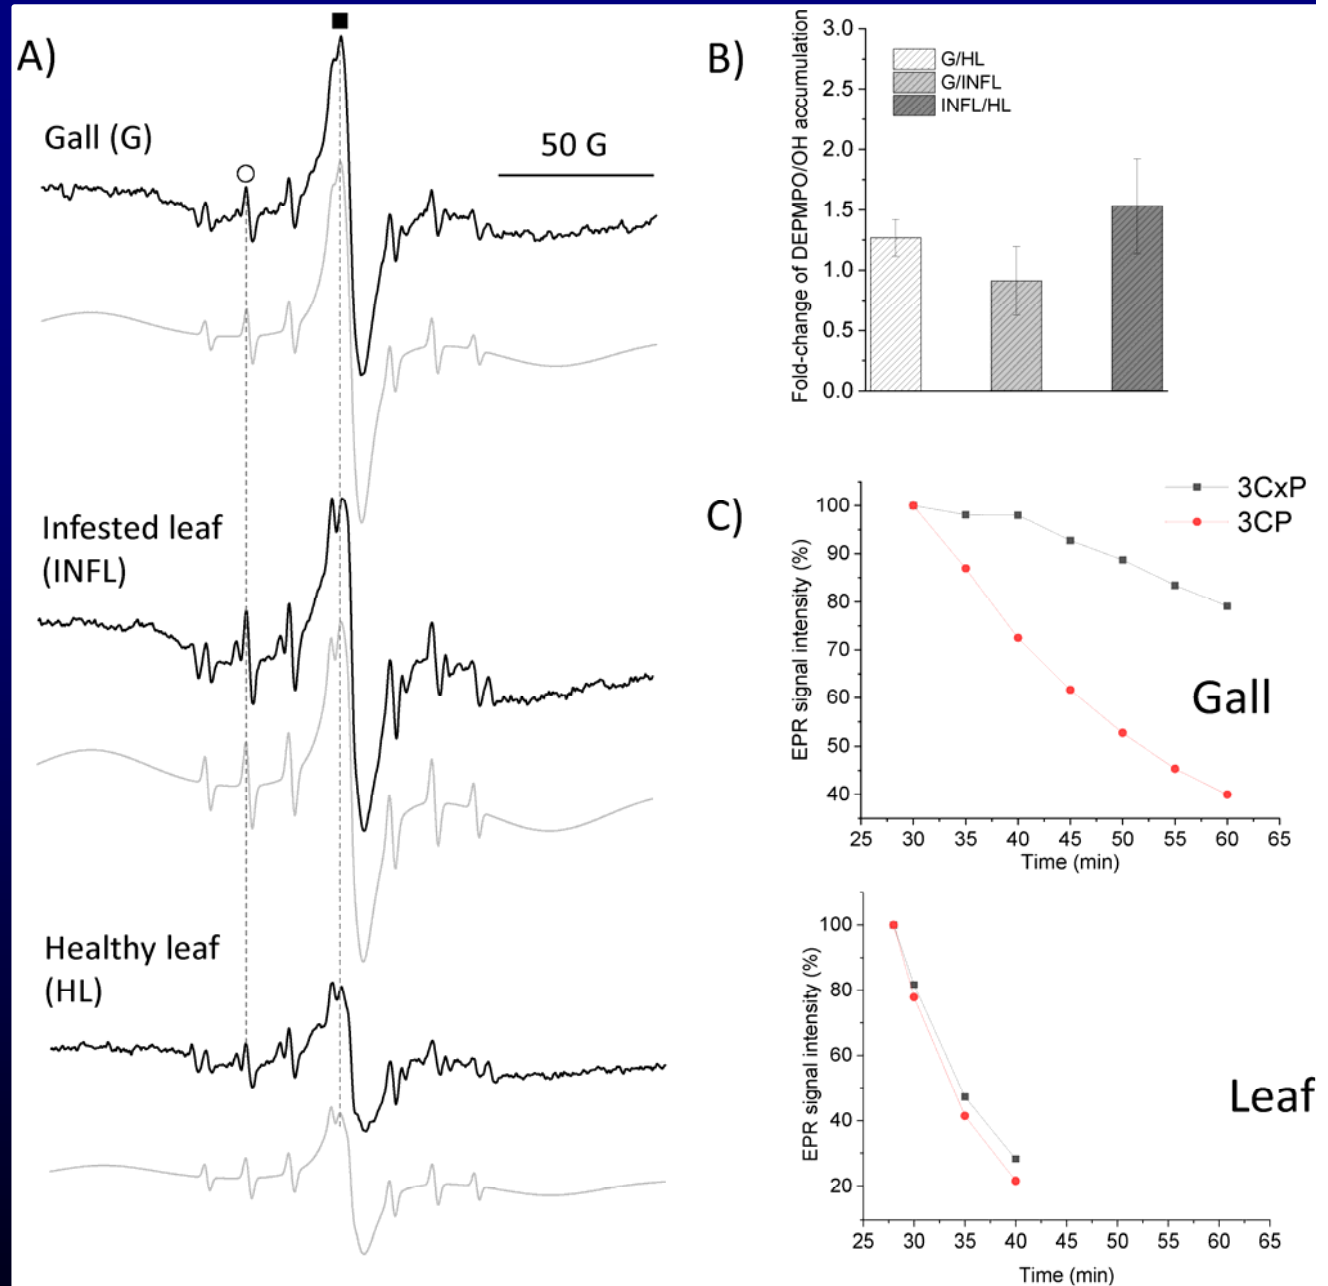 A)
Gall (G)
50 G
Infested leaf
(INFL)
Healthy leaf
(HL)
B)
Fold-change of DEPMPO/OH accumulation
3.0
2.5
2.0
1.5
1.0
0.5
0.0
G/HL
G/INFL
INFL/HL
C)
3CxP
3CP
EPR signal intensity (%)
100
90
80
70
60
50
40
Gall
25 30 35 40 45 50 55 60 65
Time (min)
EPR signal intensity (%)
100
80
60
40
20
Leaf
25 30 35 40 45 50 55 60 65
Time (min)